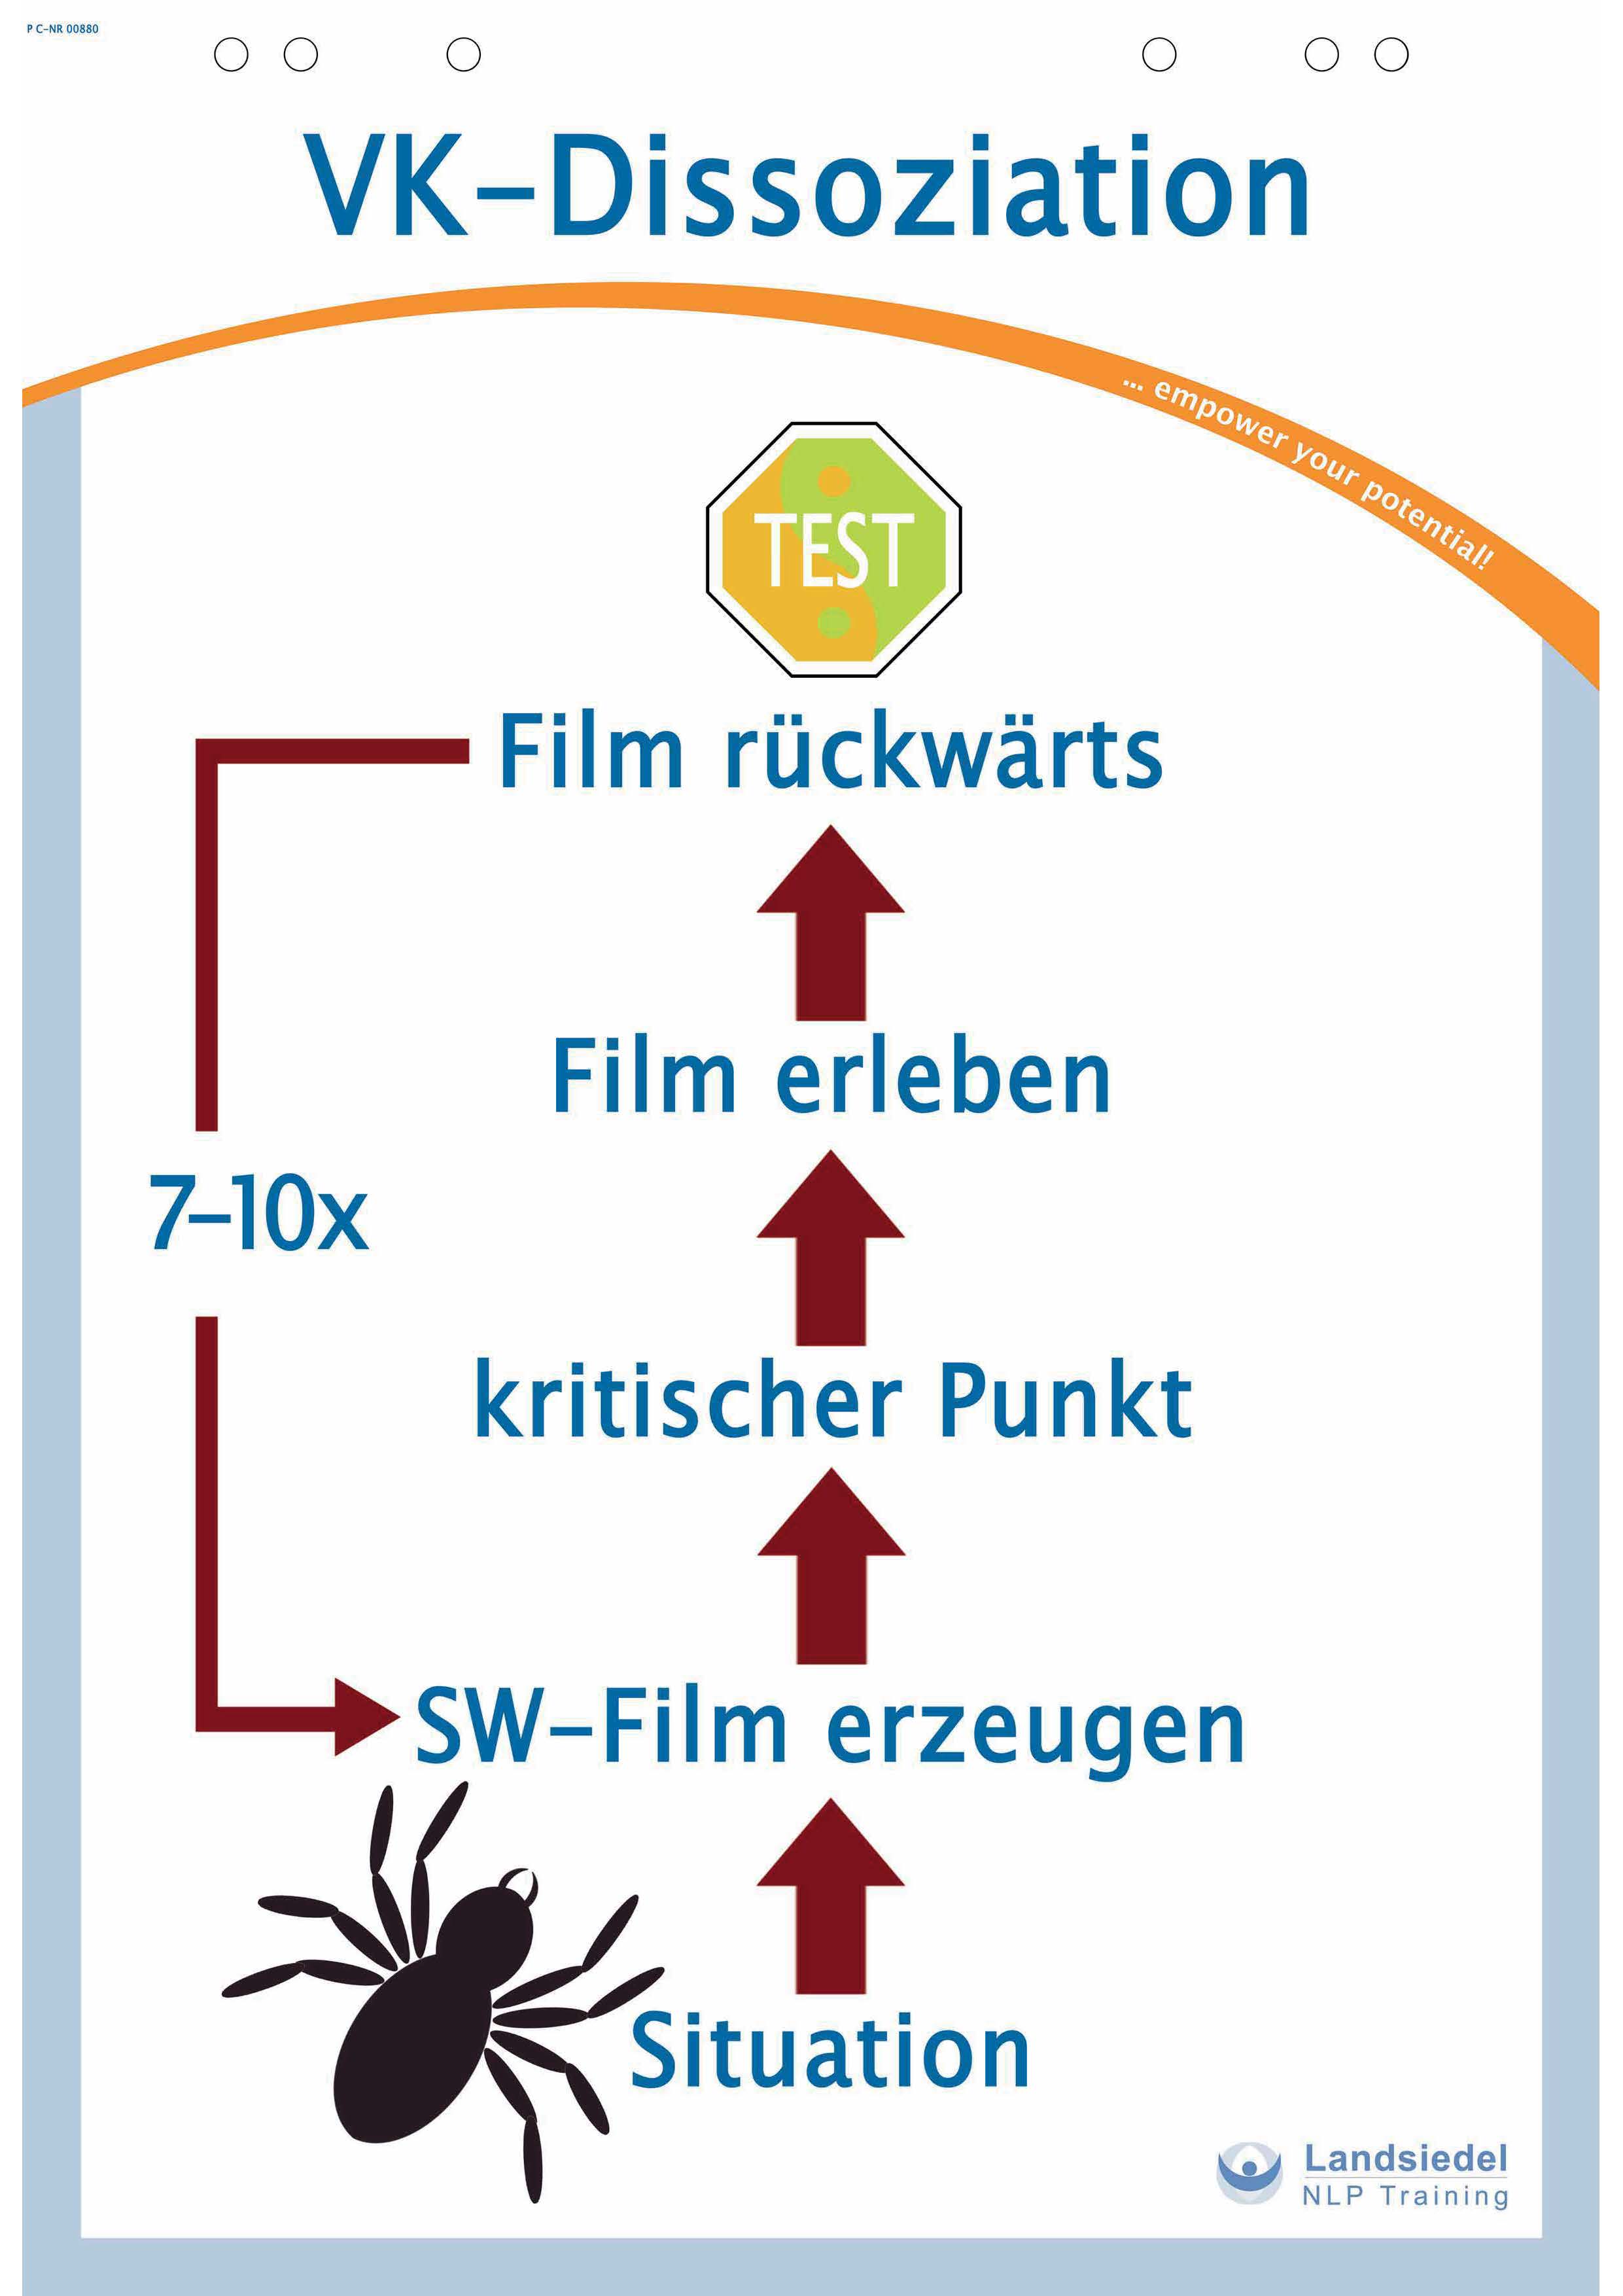 P C-NR 00880
VK-Dissoziation
... empower your potential!
TEST
Film rückwärts
Film erleben
7-10x
kritischer Punkt
SW-Film erzeugen
Situation
Landsiedel
NLP Training